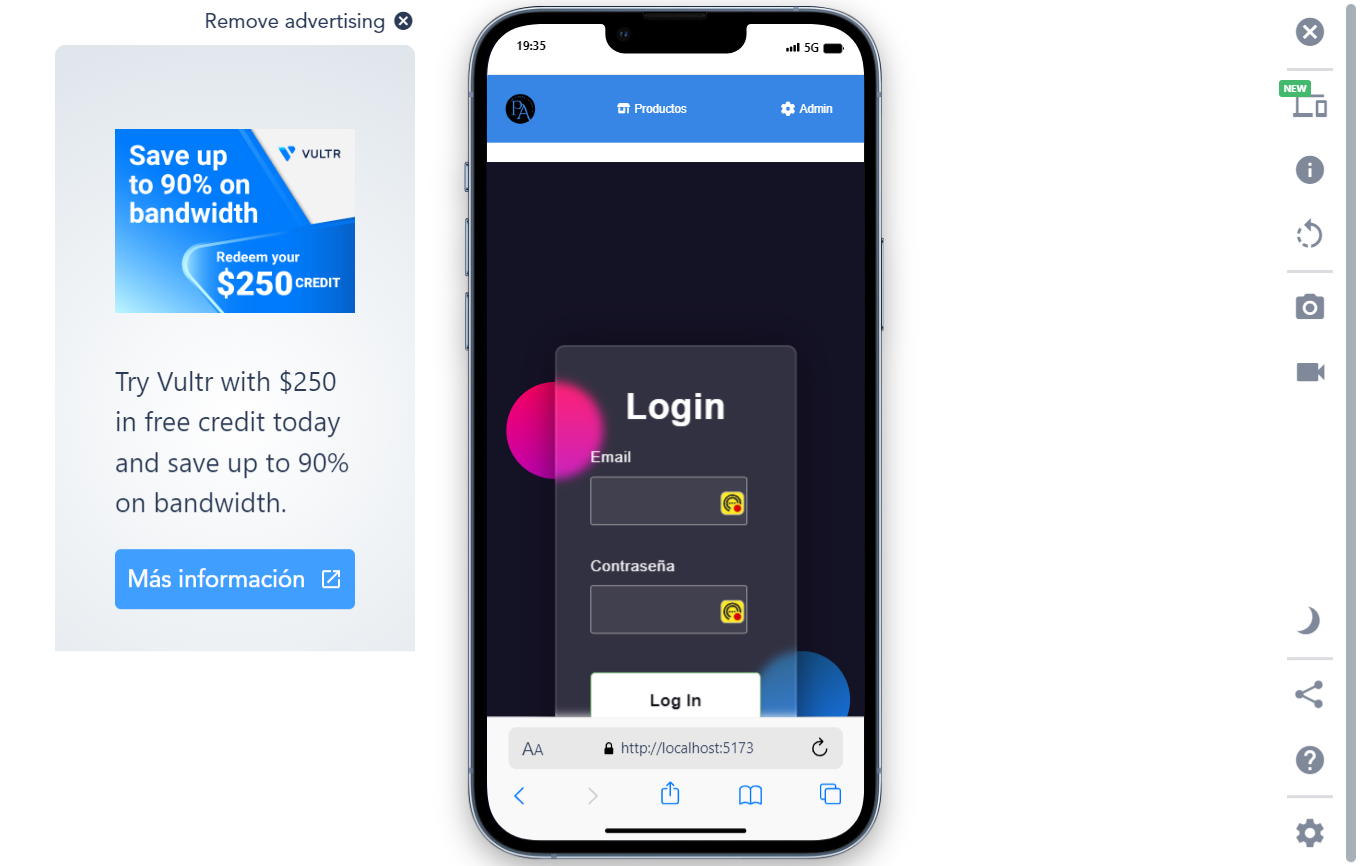 Remove advertising
Save up
to 90% on
bandwidth
VULTR
Redeem your
$250 CREDIT
Try Vultr with $250
in free credit today
and save up to 90%
on bandwidth.
Más información
19:35
5G
PA
Productos
Admin
Login
Email
Contraseña
Log In
AA
http://localhost:5173
NEW